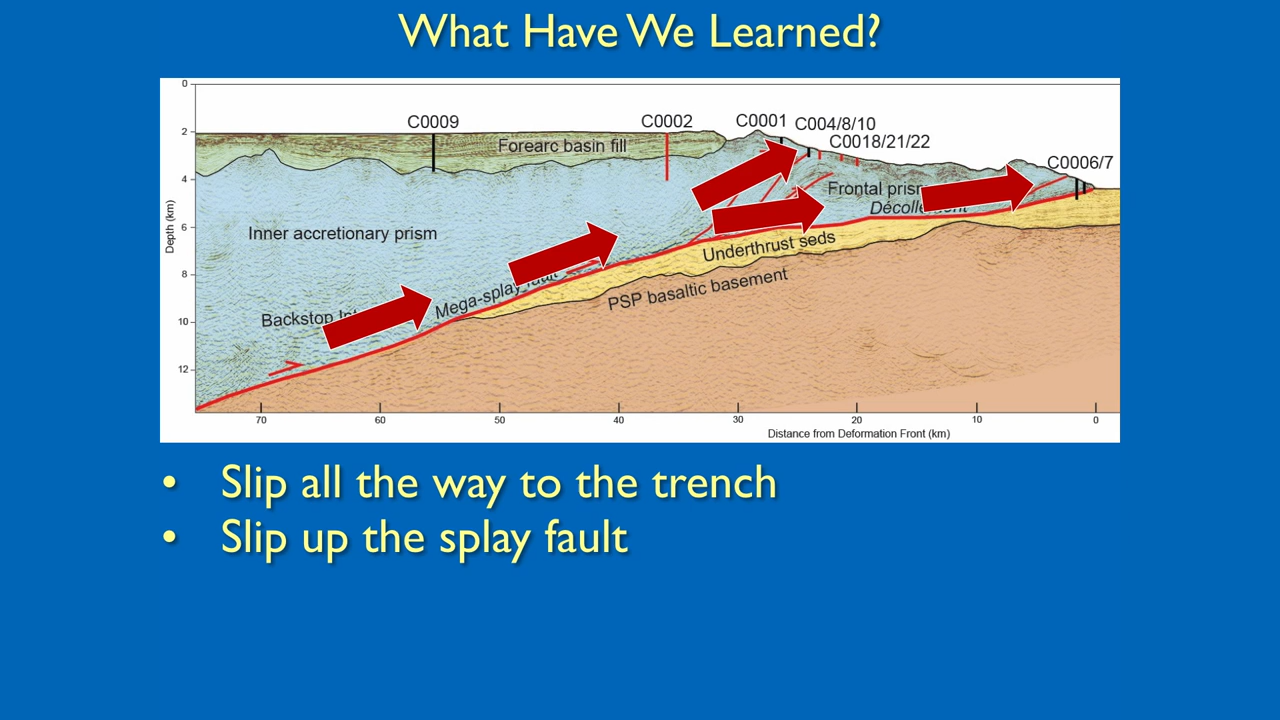 What Have We Learned?
0
2
4
6
8
10
12
Depth (km)
C0009
C0002
C0001
C004/8/10
C0018/21/22
C0006/7
Forearc basin fill
Frontal
Inner accretionary prism
Underthrust seds
Mega-splay
PSP basaltic basement
Backstop
70
60
50
40
30
20
10
0
Distance from Deformation Front (km)
• Slip all the way to the trench
• Slip up the splay fault